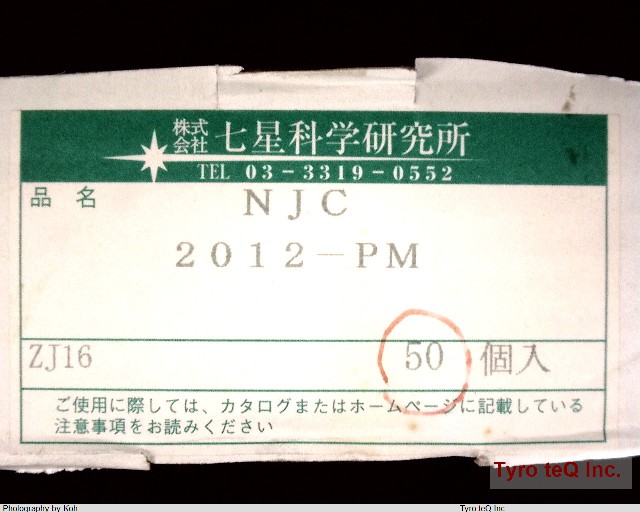 株式会社 七星科学研究所
TEL 03-3319-0552
品 名
NJC
2012-PM
ZJ16 50 個入
ご使用に際しては、カタログまたはホームページに記載している
注意事項をお読みください
Tyro teQ Inc.
Photography by Koh Tyro teQ Inc